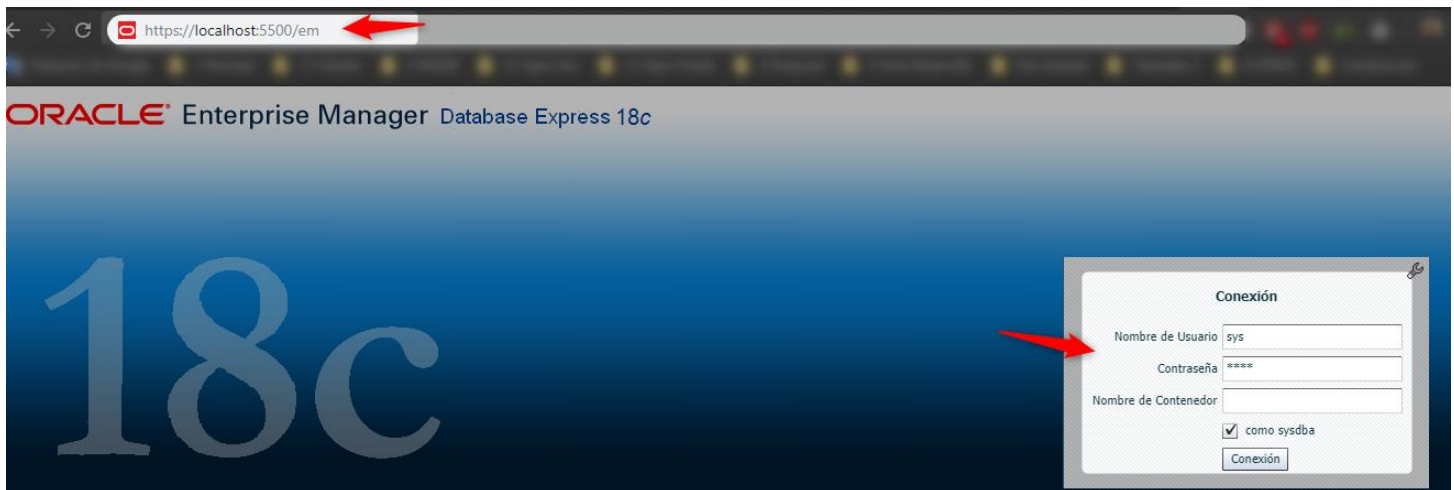 https://localhost:5500/em
ORACLE® Enterprise Manager Database Express 18c
18c
Conexión
Nombre de Usuario sys
Contraseña ****
Nombre de Contenedor
como sysdba
Conexión